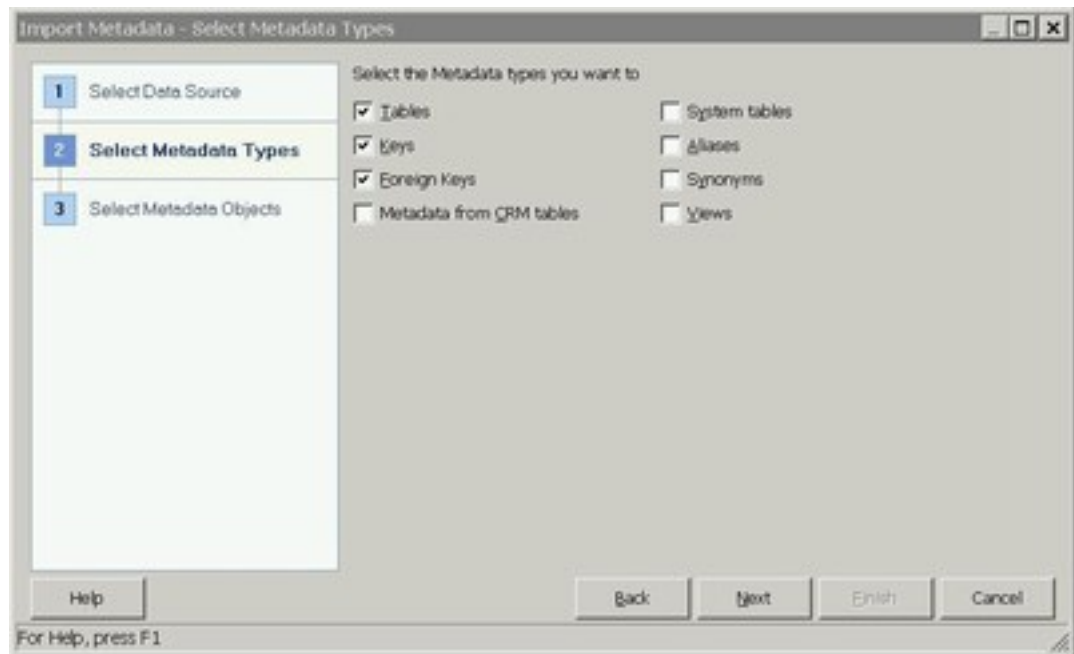 Import Metadata - Select Metadata Types
1 Select Data Source
2 Select Metadata Types
3 Select Metadata Objects
Select the Metadata types you want to
Tables
Keys
Foreign Keys
Metadata from CRM tables
System tables
Aliases
Synonyms
Views
Help
Back
Next
Finish
Cancel
For Help, press F1